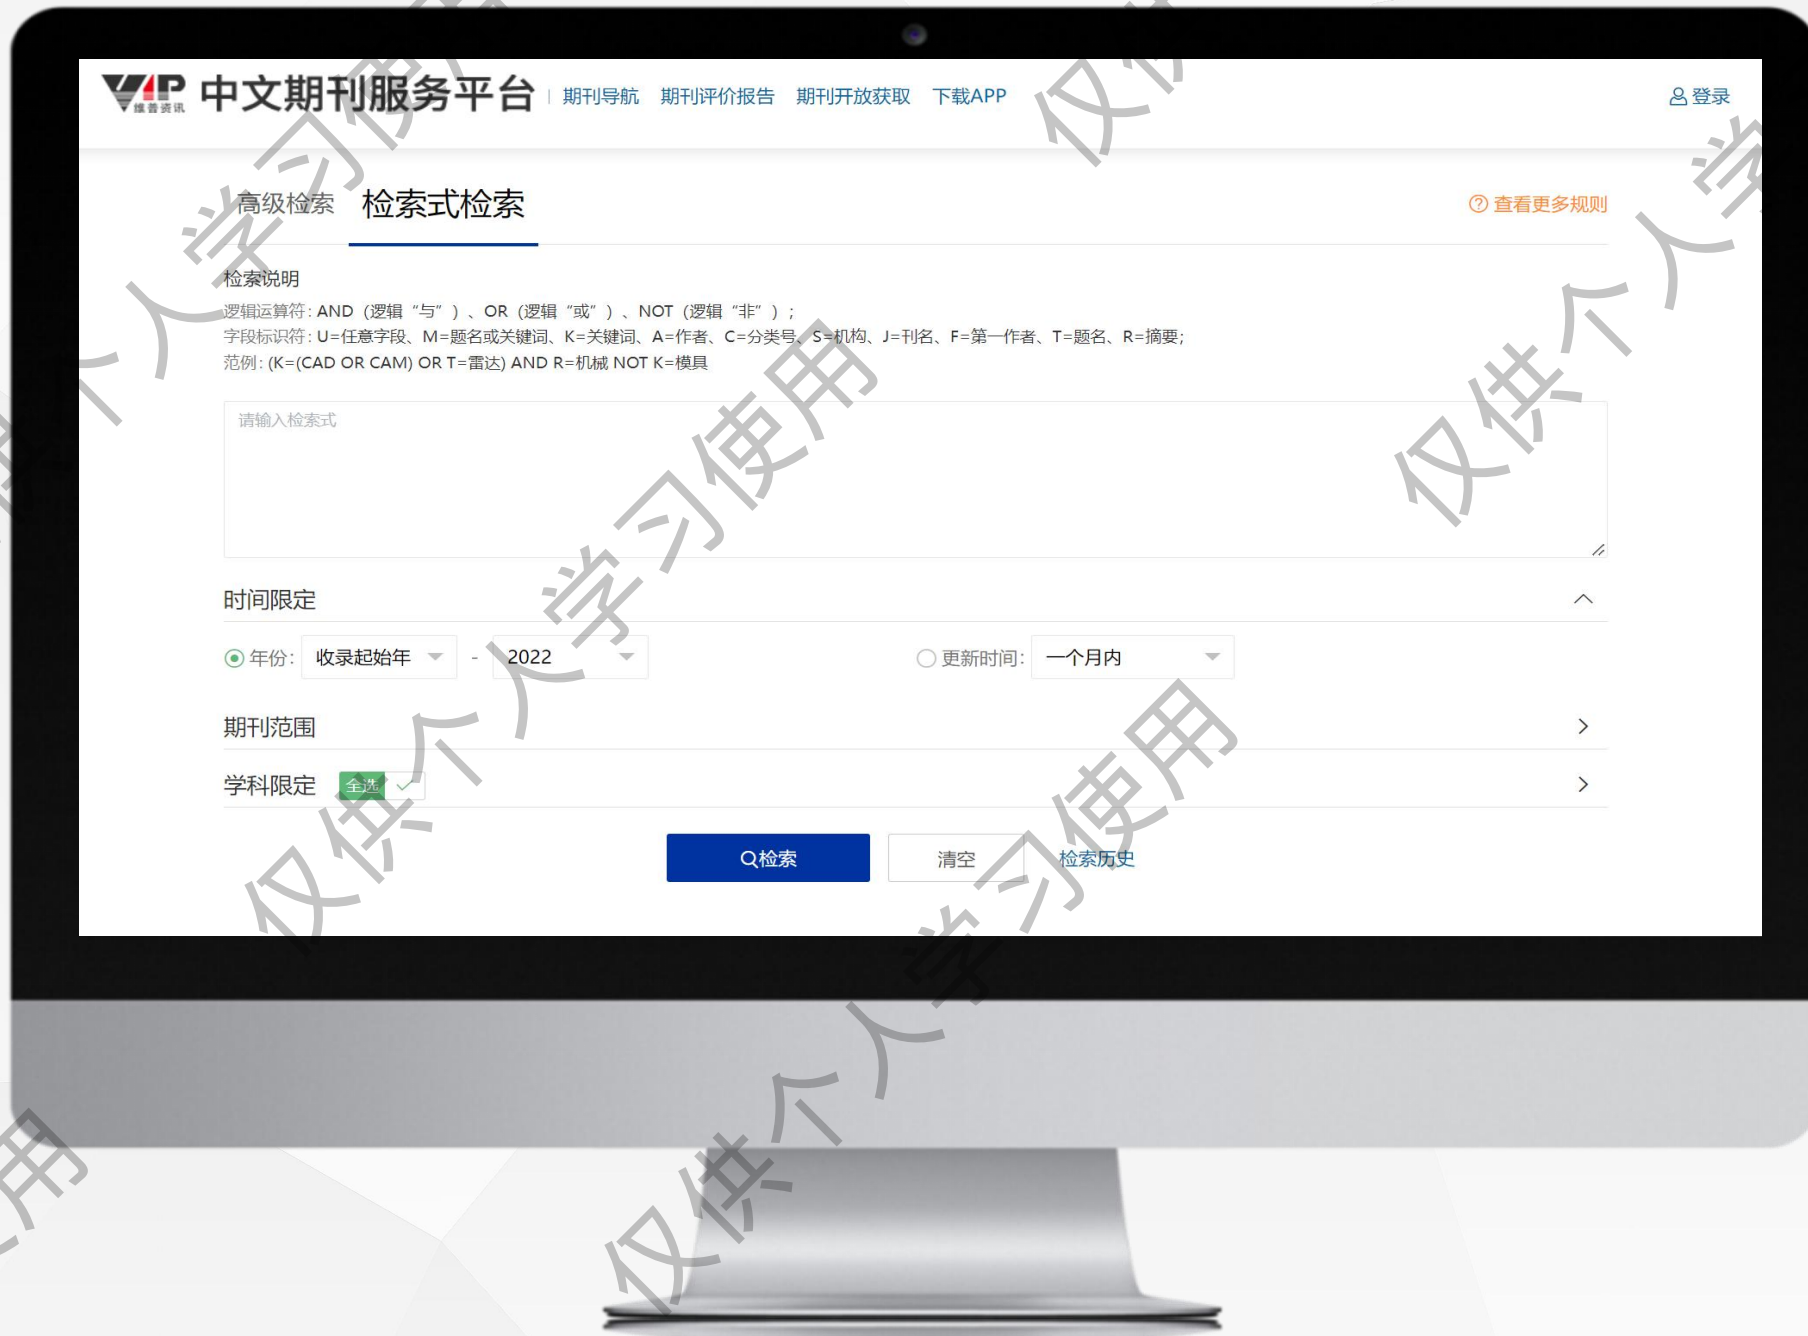 VIP 维普资讯 中文期刊服务平台 期刊导航 期刊评价报告 期刊开放获取 下载APP 登录
高级检索 检索式检索 查看更多规则
检索说明
逻辑运算符: AND（逻辑“与”）、OR（逻辑“或”）、NOT（逻辑“非”）;
字段标识符: U=任意字段、M=题名或关键词、K=关键词、A=作者、C=分类号、S=机构、J=刊名、F=第一作者、T=题名、R=摘要;
范例: (K=(CAD OR CAM) OR T=雷达) AND R=机械 NOT K=模具
请输入检索式
时间限定
年份: 收录起始年 - 2022 更新时间: 一个月内
期刊范围
学科限定 全选
检索 清空 检索历史
仅供个人学习使用
仅供个人学习使用
仅供个人学习使用
仅供个人学
仅供
使用